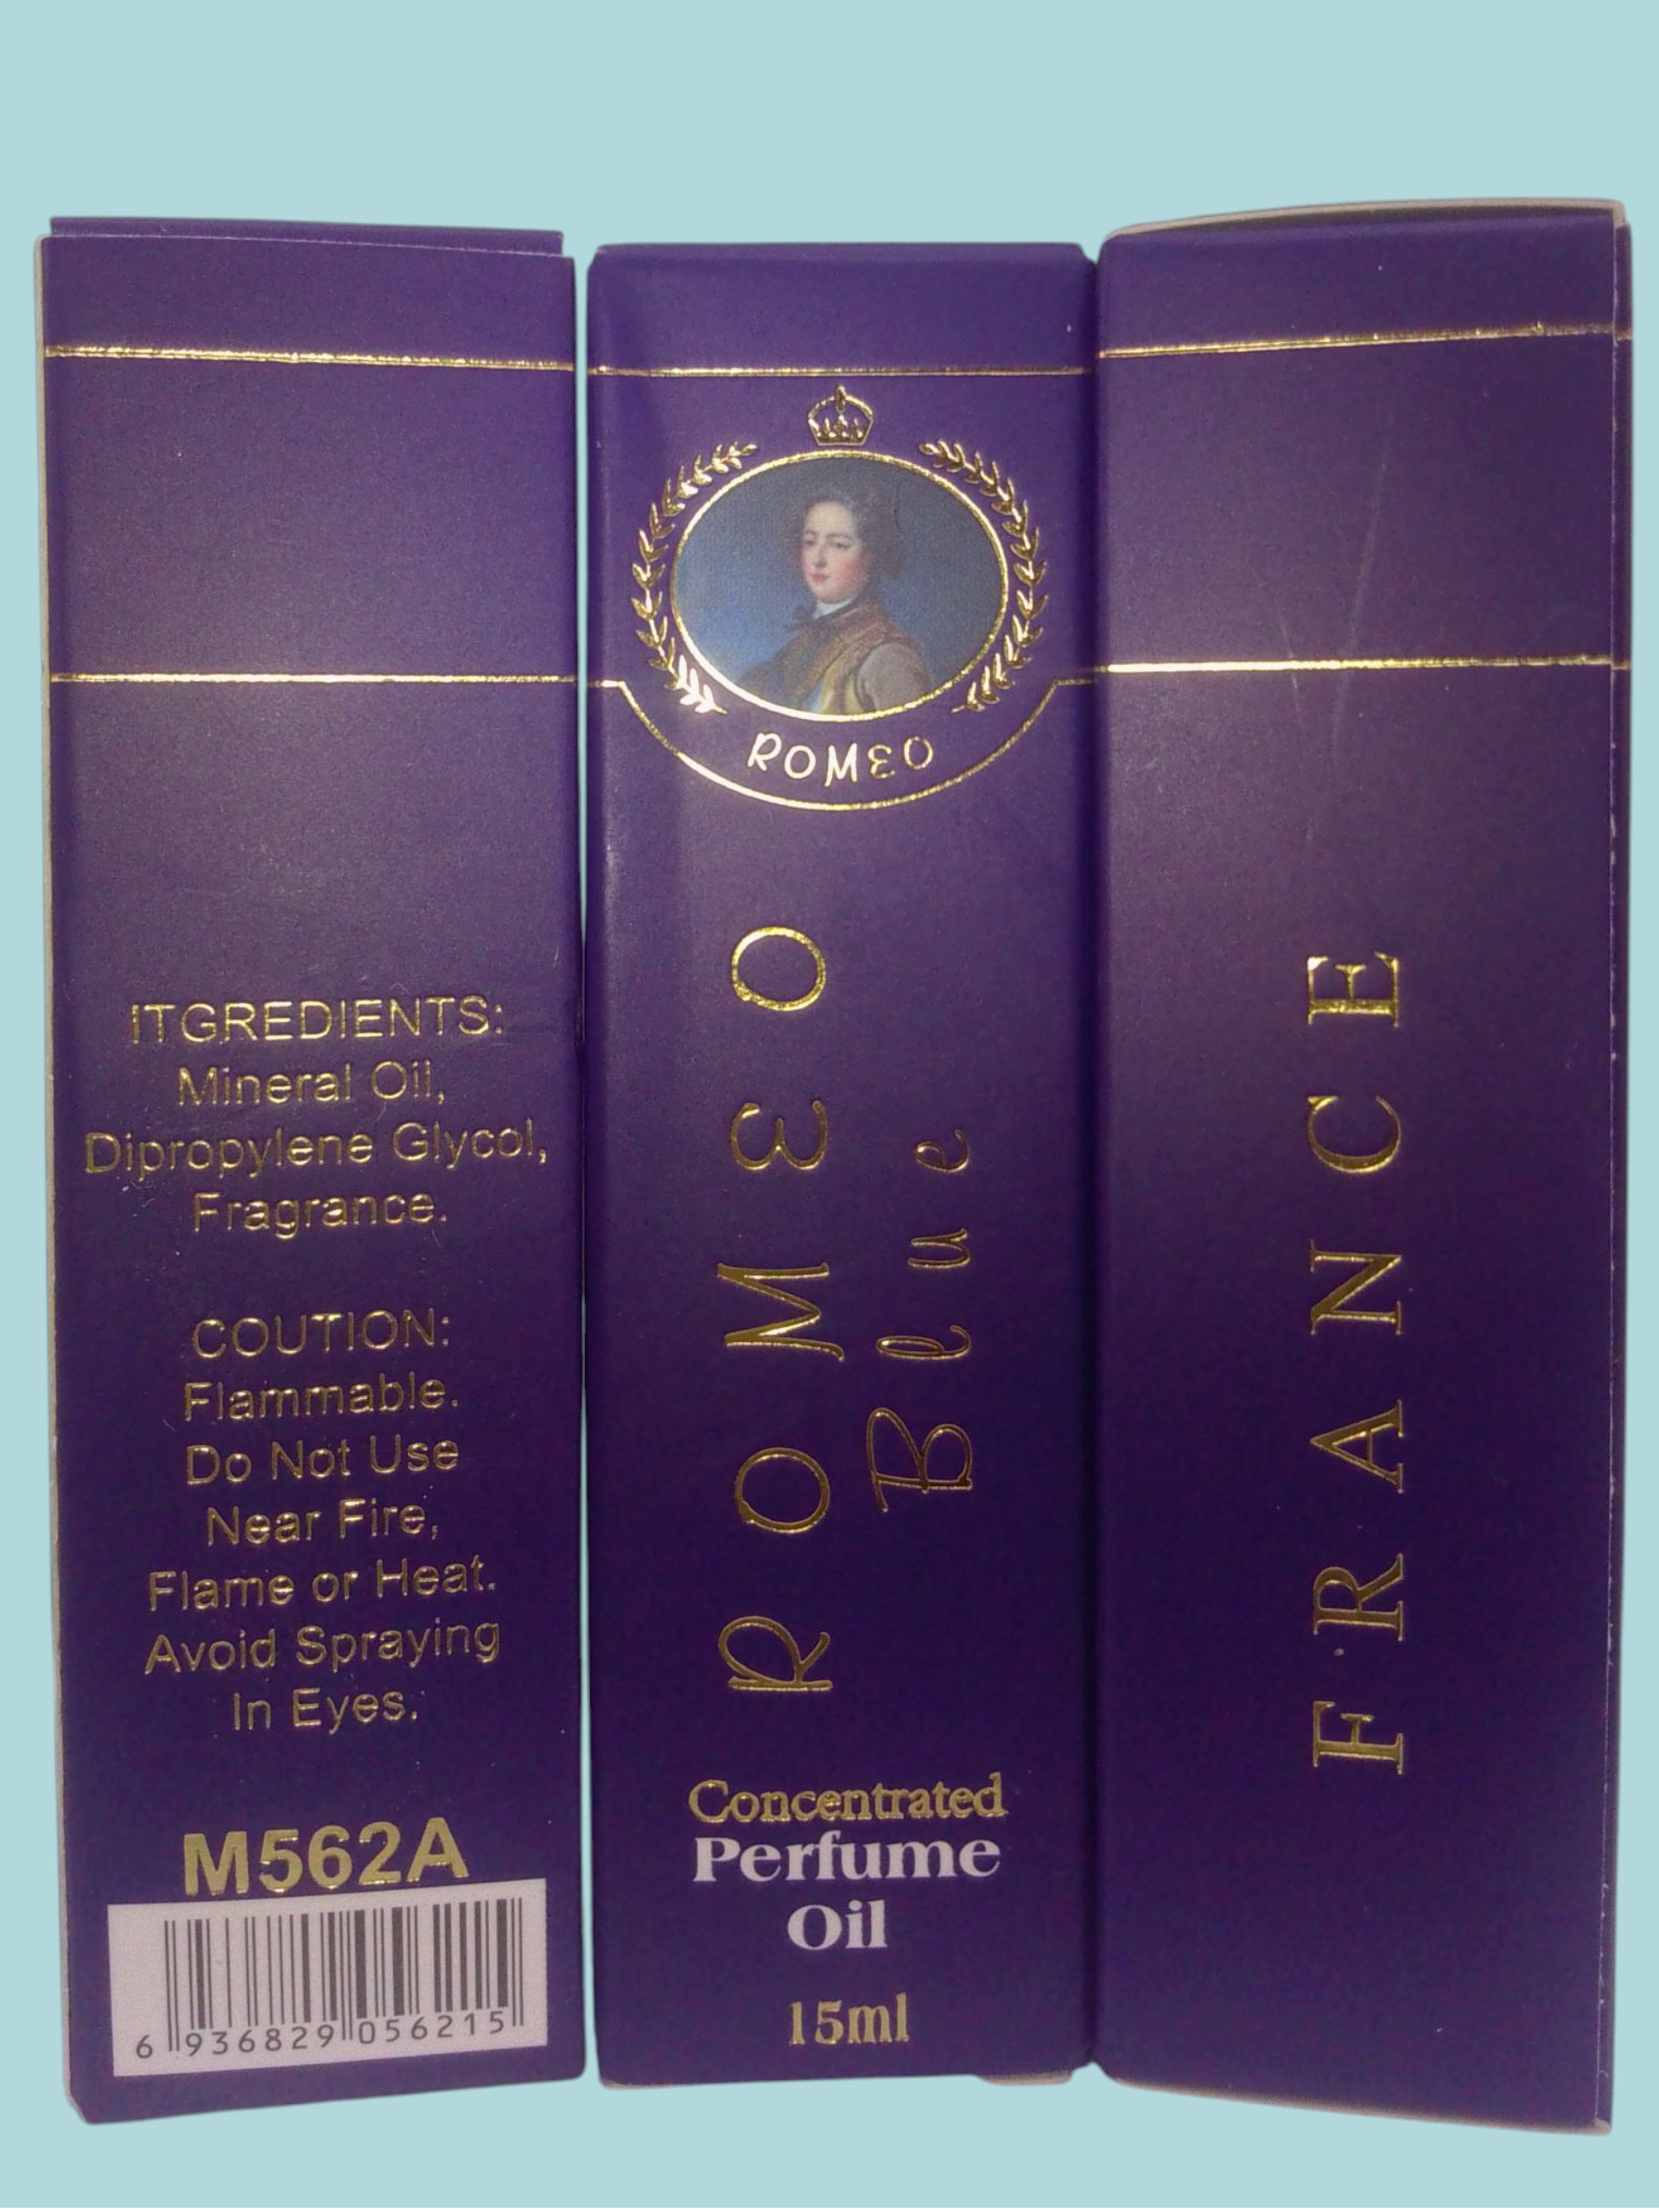 ITGREDIENTS:
Mineral Oil,
Dipropylene Glycol,
Fragrance.
COUTION:
Flammable.
Do Not Use
Near Fire,
Flame or Heat.
Avoid Spraying
In Eyes.
M562A
6 936829 056215
ROMEO
ROMEO
Blue
Concentrated
Perfume
Oil
15ml
FRANCE